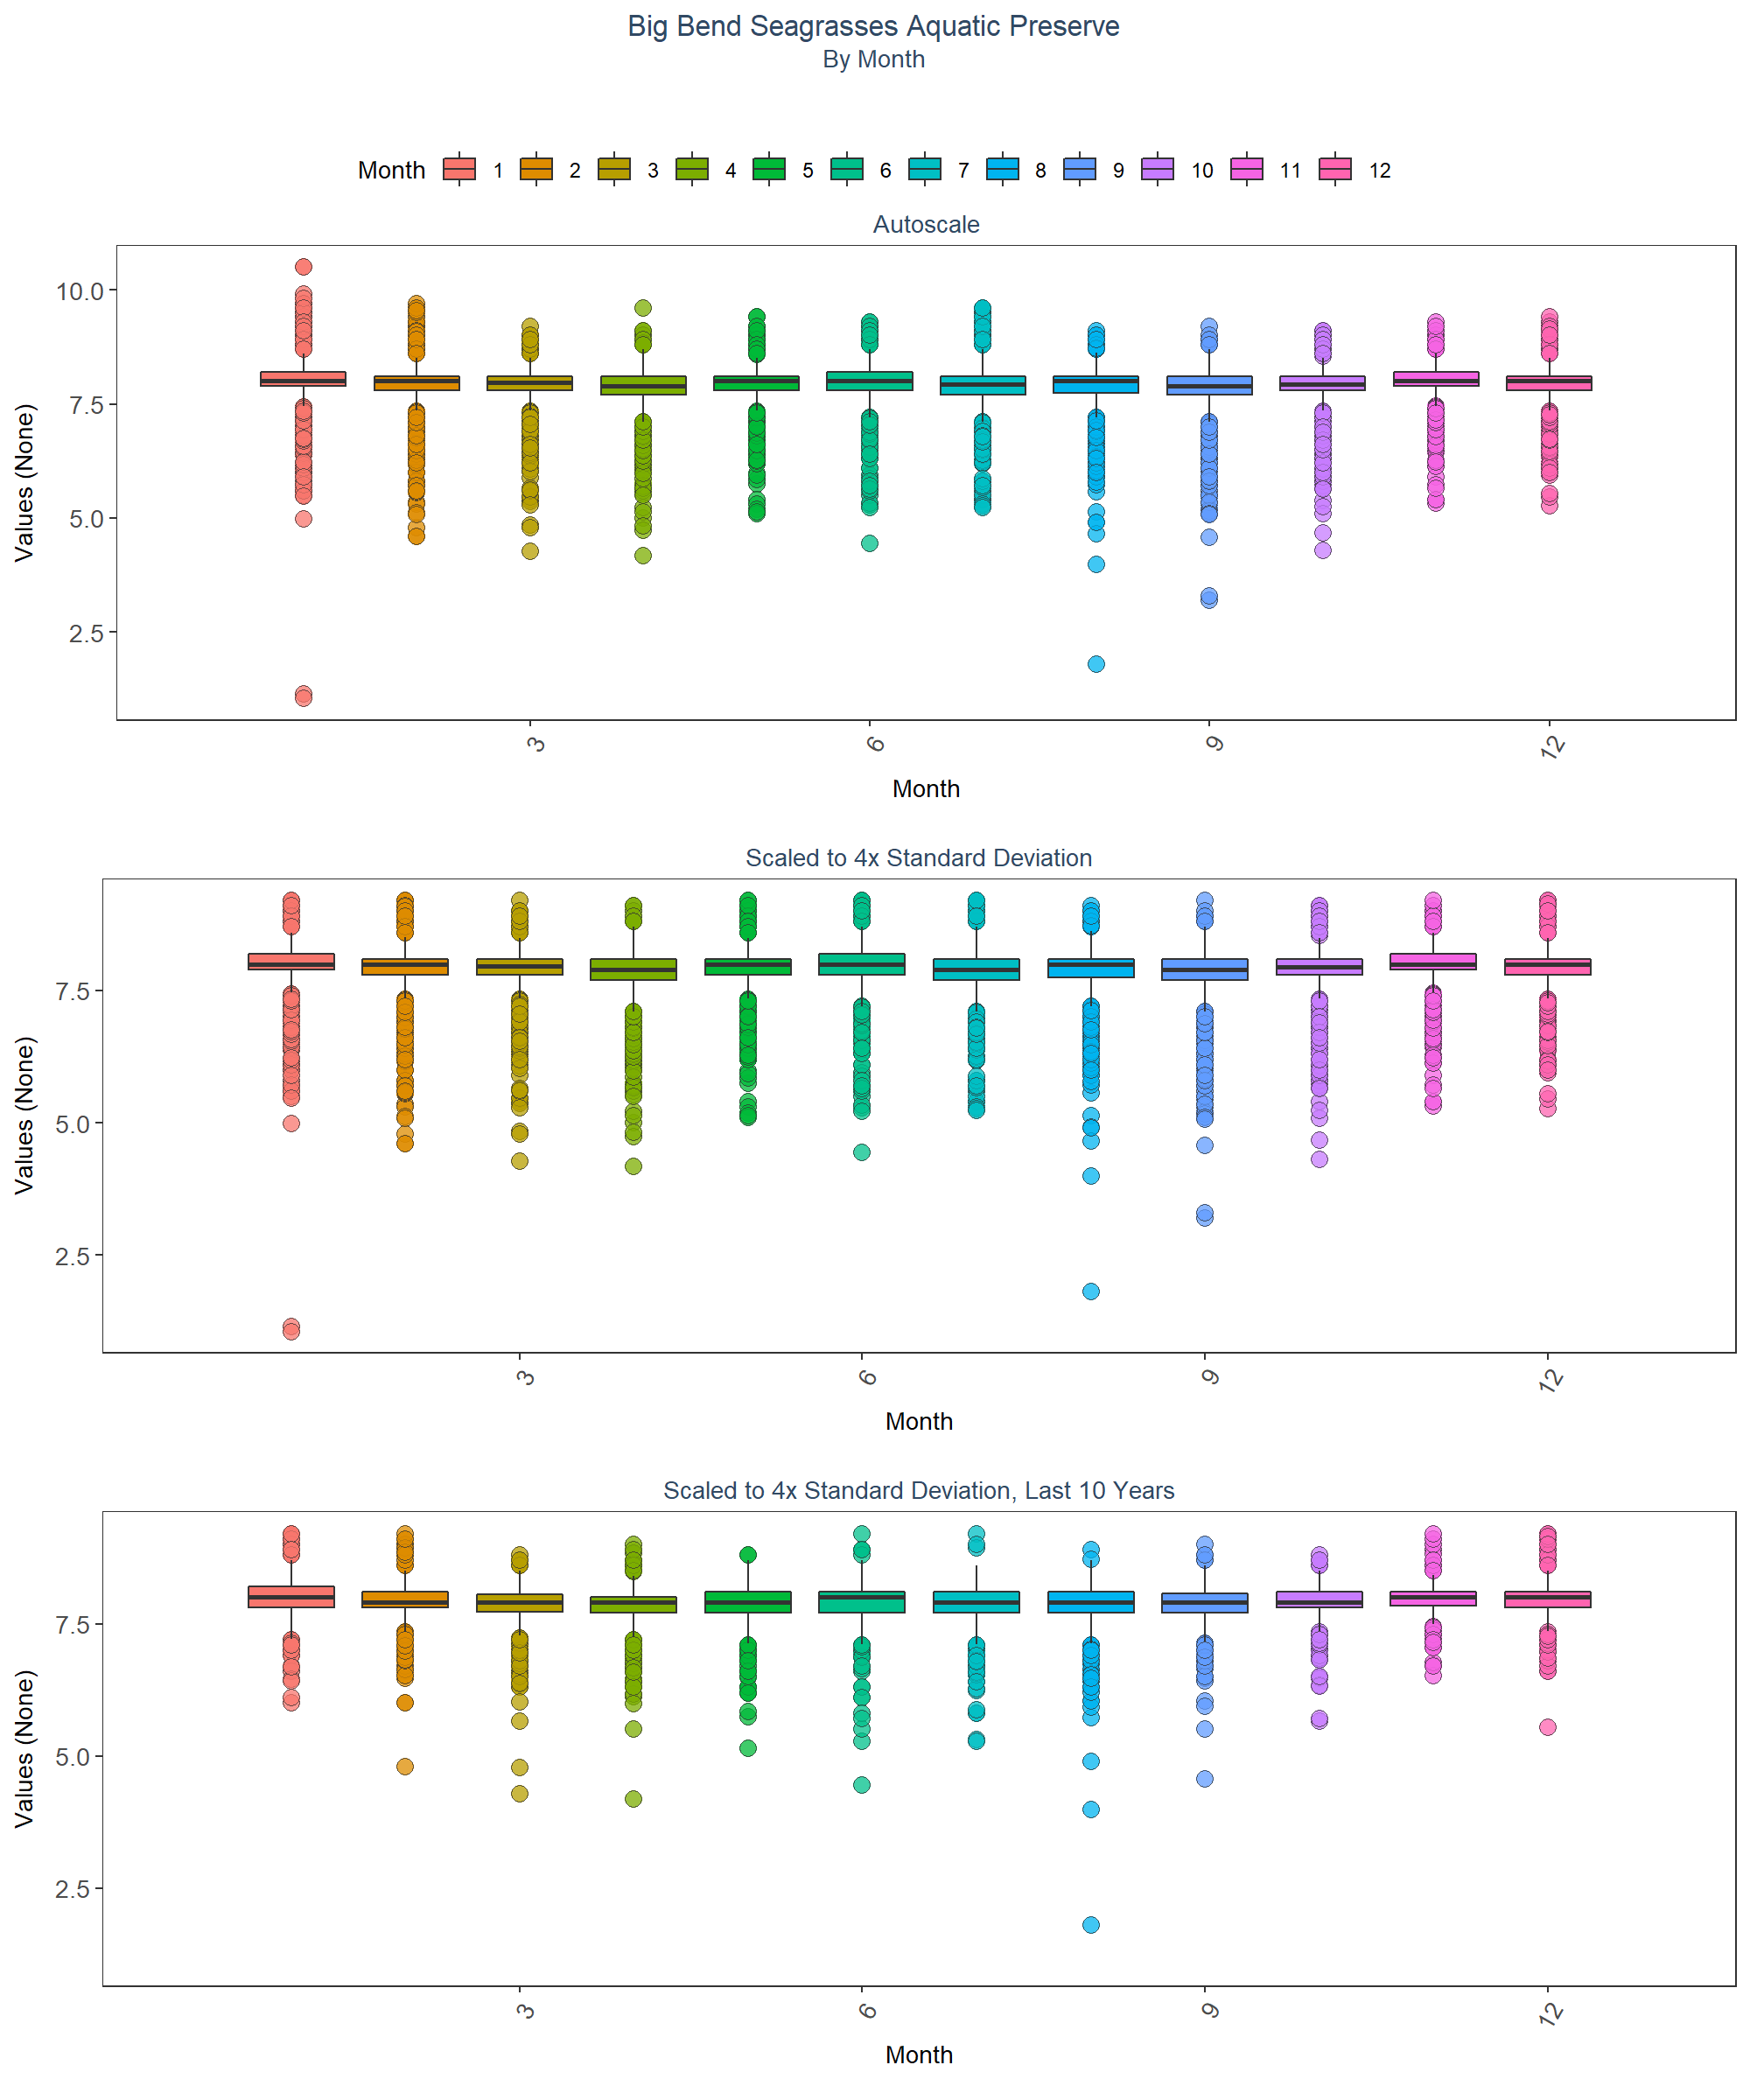 Big Bend Seagrasses Aquatic Preserve
By Month
Month 1 2 3 4 5 6 7 8 9 10 11 12
Autoscale
Values (None)
10.0
7.5
5.0
2.5
3 6 9 12
Month
Scaled to 4x Standard Deviation
Values (None)
7.5
5.0
2.5
3 6 9 12
Month
Scaled to 4x Standard Deviation, Last 10 Years
Values (None)
7.5
5.0
2.5
3 6 9 12
Month